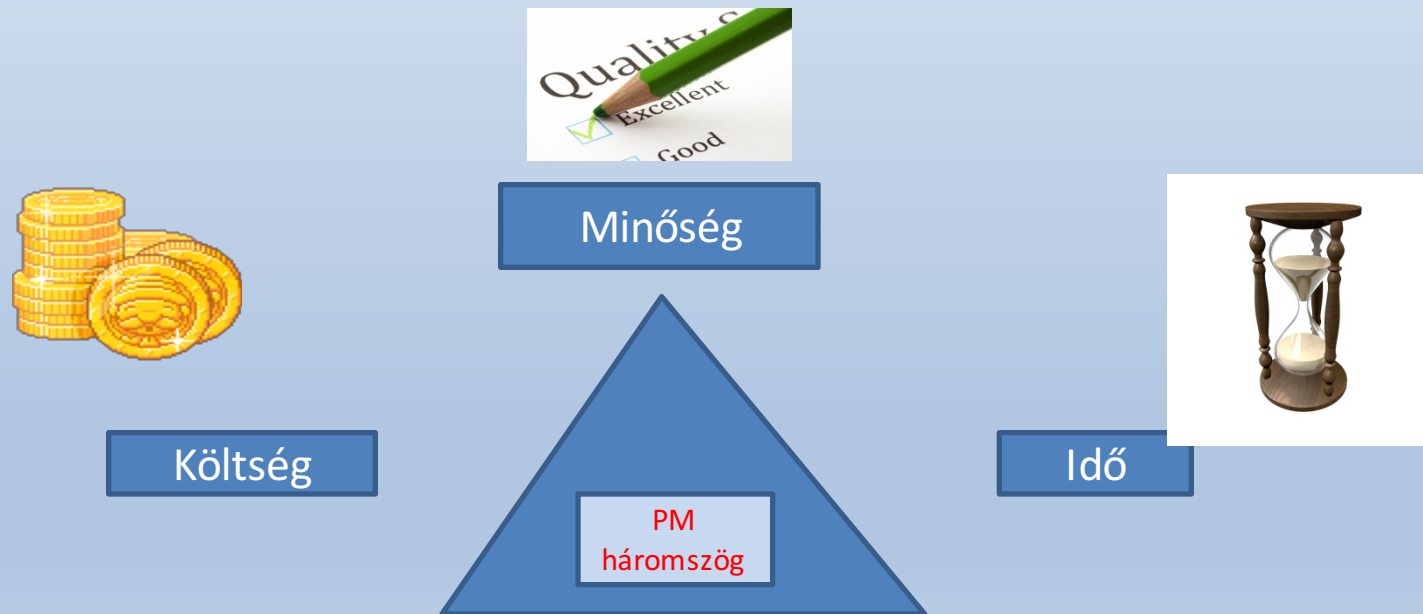 Quality
Excellent
Good
Minőség
Költség
Idő
PM
háromszög